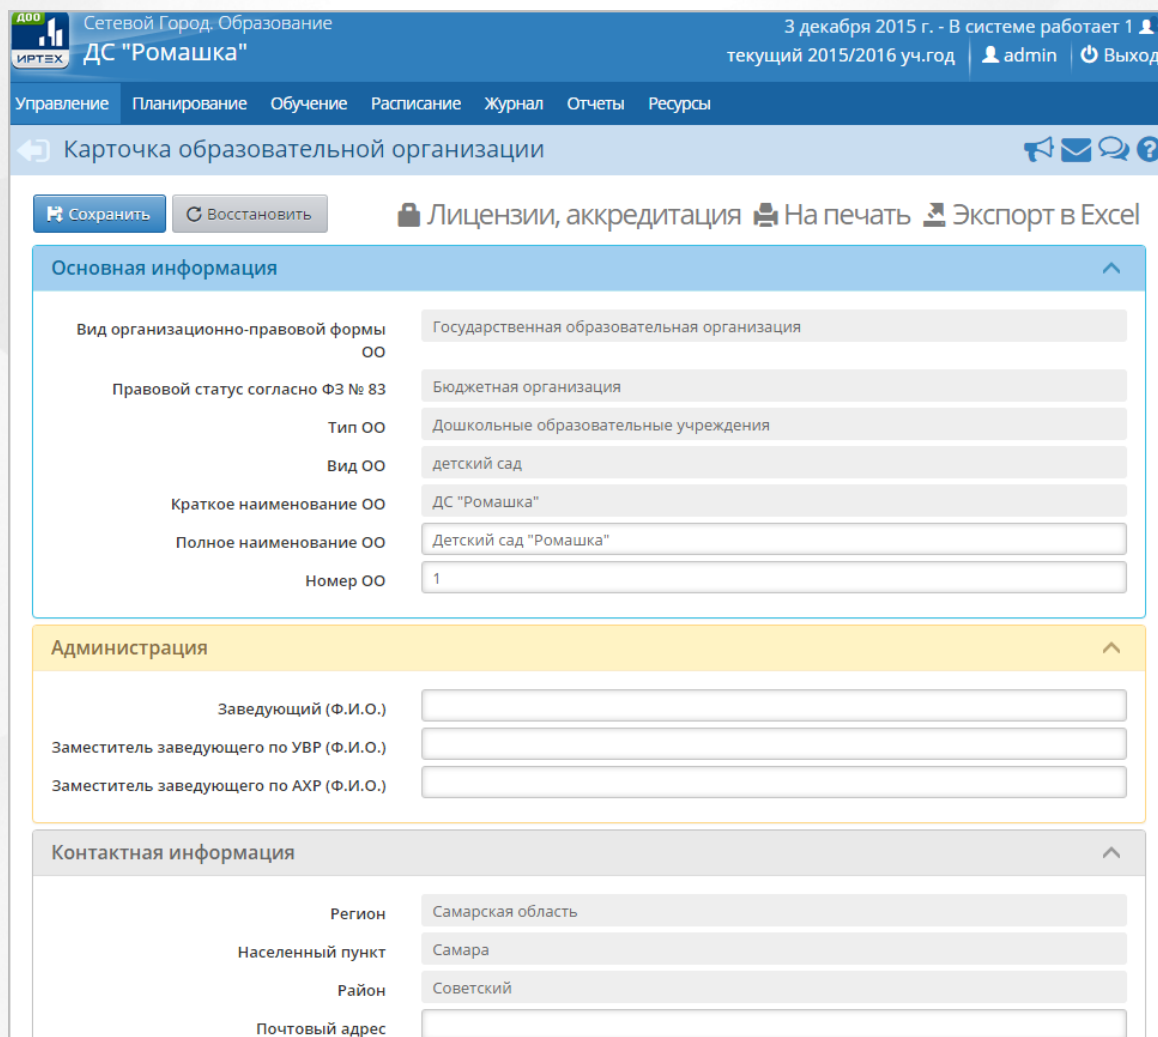 ДОО
ИРТЕХ
Сетевой Город. Образование
ДС "Ромашка"
3 декабря 2015 г. - В системе работает 1
текущий 2015/2016 уч.год
admin
Выход
Управление Планирование Обучение Расписание Журнал Отчеты Ресурсы
Карточка образовательной организации
Сохранить
Восстановить
Лицензии, аккредитация
На печать
Экспорт в Excel
Основная информация
Вид организационно-правовой формы
ОО
Государственная образовательная организация
Правовой статус согласно ФЗ № 83
Бюджетная организация
Тип ОО
Дошкольные образовательные учреждения
Вид ОО
детский сад
Краткое наименование ОО
ДС "Ромашка"
Полное наименование ОО
Детский сад "Ромашка"
Номер ОО
1
Администрация
Заведующий (Ф.И.О.)
Заместитель заведующего по УВР (Ф.И.О.)
Заместитель заведующего по АХР (Ф.И.О.)
Контактная информация
Регион
Самарская область
Населенный пункт
Самара
Район
Советский
Почтовый адрес